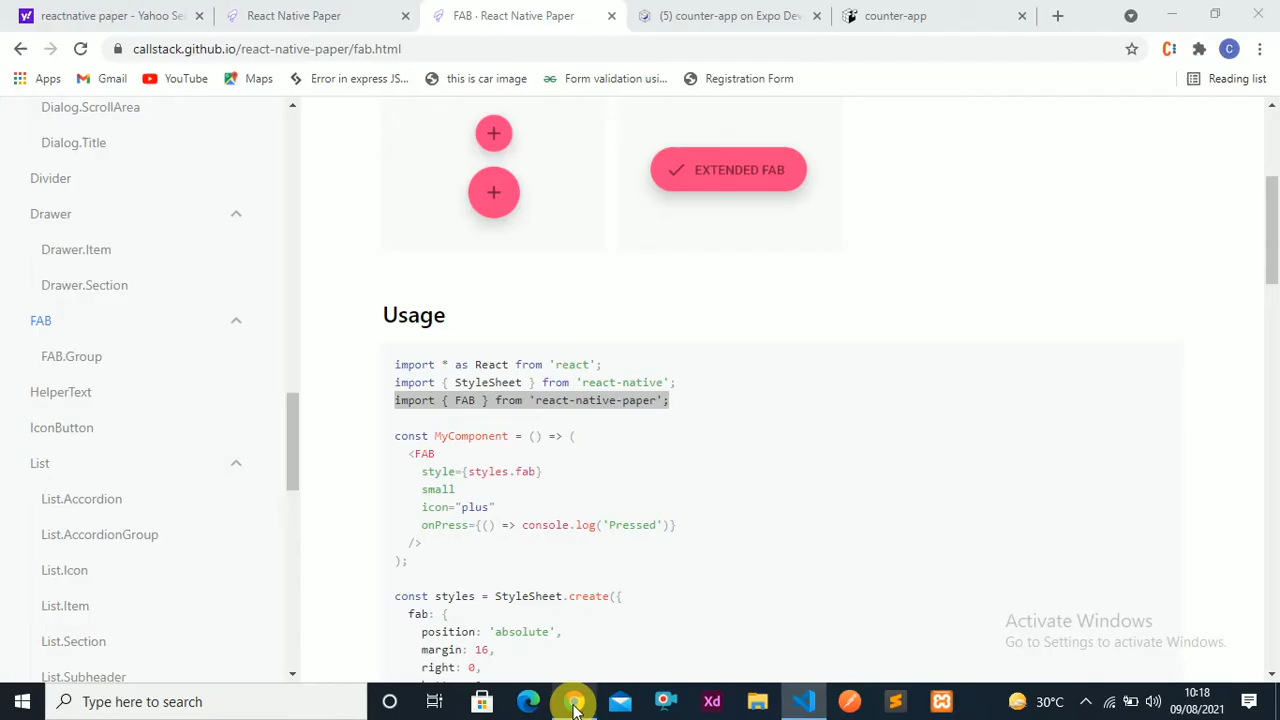 reactnative paper - Yahoo Se
React Native Paper
FAB · React Native Paper
(5) counter-app on Expo Dev
counter-app
callstack.github.io/react-native-paper/fab.html
C
Apps
Gmail
YouTube
Maps
Error in express JS...
this is car image
Form validation usi...
Registration Form
Reading list
Dialog.ScrollArea
Dialog.Title
Divider
Drawer
Drawer.Item
Drawer.Section
FAB
FAB.Group
HelperText
IconButton
List
List.Accordion
List.AccordionGroup
List.Icon
List.Item
List.Section
List.Subheader
EXTENDED FAB
Usage
import * as React from 'react';
import { StyleSheet } from 'react-native';
import { FAB } from 'react-native-paper';
const MyComponent = () => (
<FAB
style={styles.fab}
small
icon="plus"
onPress={() => console.log('Pressed')}
/>
);
const styles = StyleSheet.create({
fab: {
position: 'absolute',
margin: 16,
right: 0,
Activate Windows
Go to Settings to activate Windows.
Type here to search
Xd
30°C
10:18
09/08/2021